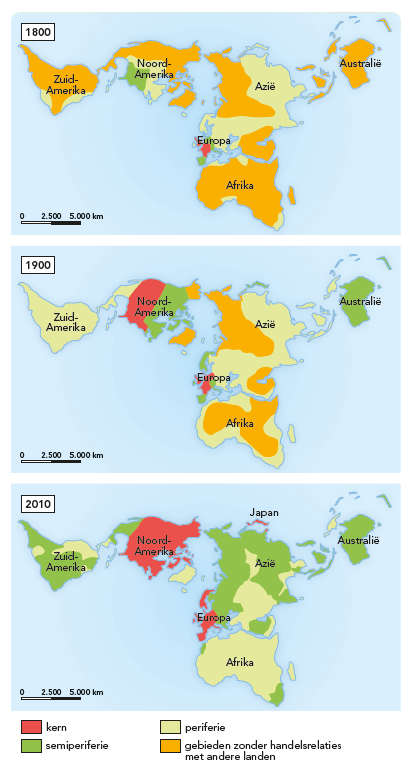 1800
Zuid-
Amerika
Noord-
Amerika
Azië
Australië
Europa
Afrika
0 2.500 5.000 km
1900
Zuid-
Amerika
Noord-
Amerika
Azië
Australië
Europa
Afrika
0 2.500 5.000 km
2010
Japan
Zuid-
Amerika
Noord-
Amerika
Azië
Australië
Europa
Afrika
0 2.500 5.000 km
kern
semiperiferie
periferie
gebieden zonder handelsrelaties
met andere landen